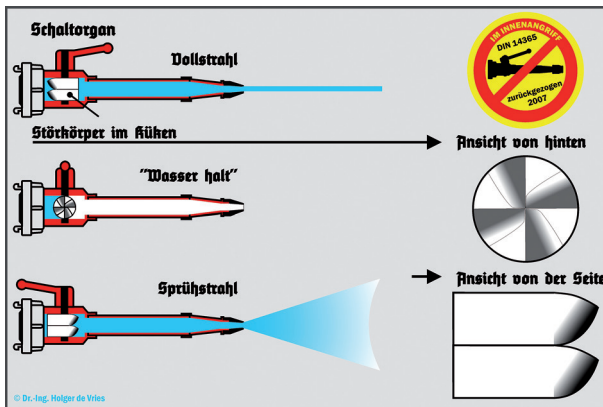 Schaltorgan
Vollstrahl
IM INNENANGRIFF
DIN 14365
zurückgezogen
2007
Störkörper im Küken
Ansicht von hinten
"Wasser halt"
Ansicht von der Seite
Sprühstrahl
© Dr.-Ing. Holger de Vries